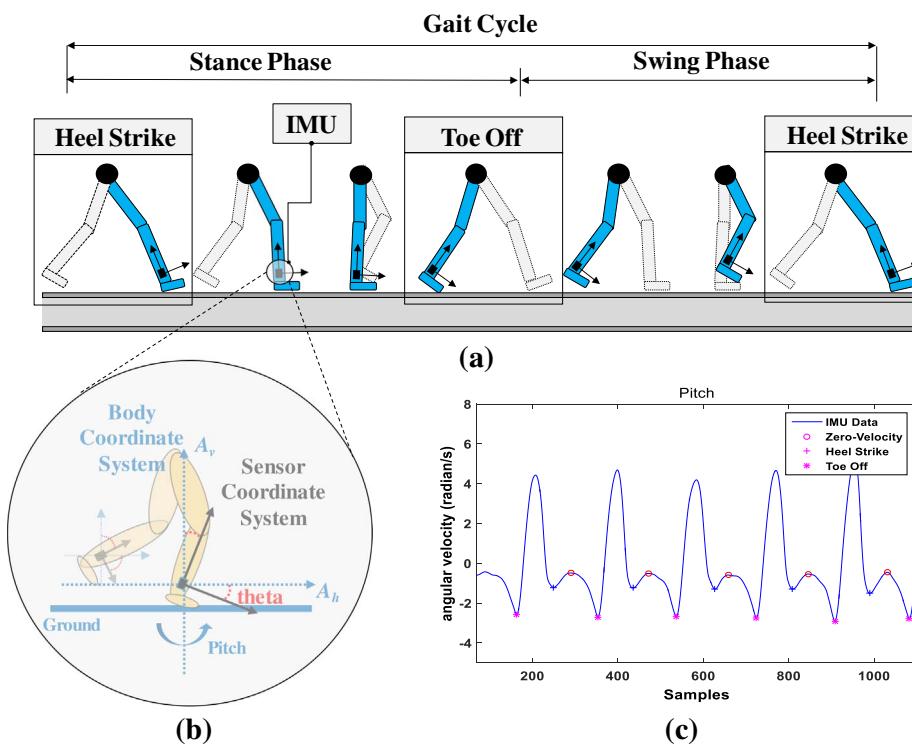 Gait Cycle
Stance Phase
Swing Phase
Heel Strike
IMU
Toe Off
Heel Strike
(a)
Body
Coordinate
System
A_v
Sensor
Coordinate
System
A_h
theta
Ground
Pitch
(b)
Pitch
8
6
4
2
0
-2
-4
angular velocity (radian/s)
IMU Data
Zero-Velocity
Heel Strike
Toe Off
200
400
600
800
1000
Samples
(c)